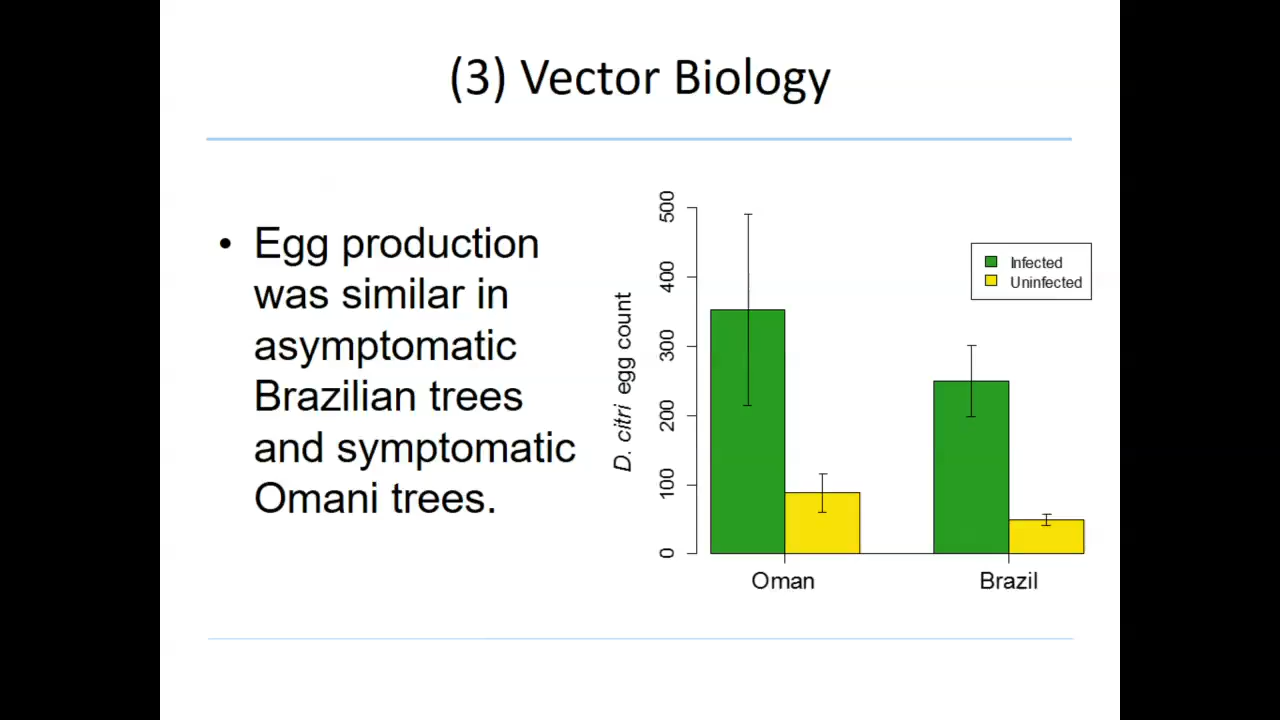 (3) Vector Biology
• Egg production
was similar in
asymptomatic
Brazilian trees
and symptomatic
Omani trees.
D. citri egg count
500
400
300
200
100
0
Infected
Uninfected
Oman
Brazil